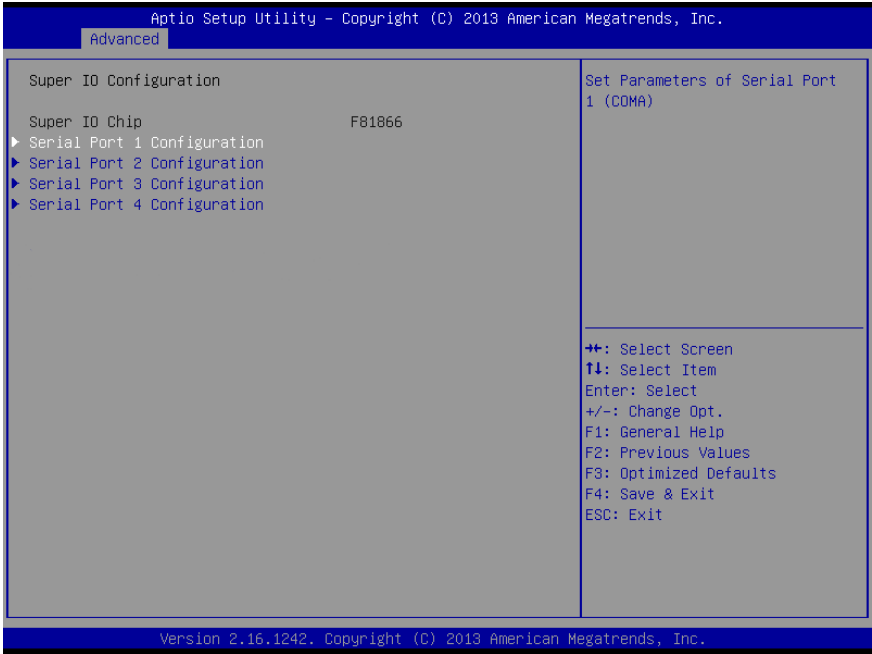 Aptio Setup Utility – Copyright (C) 2013 American Megatrends, Inc.
Advanced
Super IO Configuration
Super IO Chip F81866
▶ Serial Port 1 Configuration
▶ Serial Port 2 Configuration
▶ Serial Port 3 Configuration
▶ Serial Port 4 Configuration
Set Parameters of Serial Port
1 (COMA)
→←: Select Screen
↑↓: Select Item
Enter: Select
+/-: Change Opt.
F1: General Help
F2: Previous Values
F3: Optimized Defaults
F4: Save & Exit
ESC: Exit
Version 2.16.1242. Copyright (C) 2013 American Megatrends, Inc.